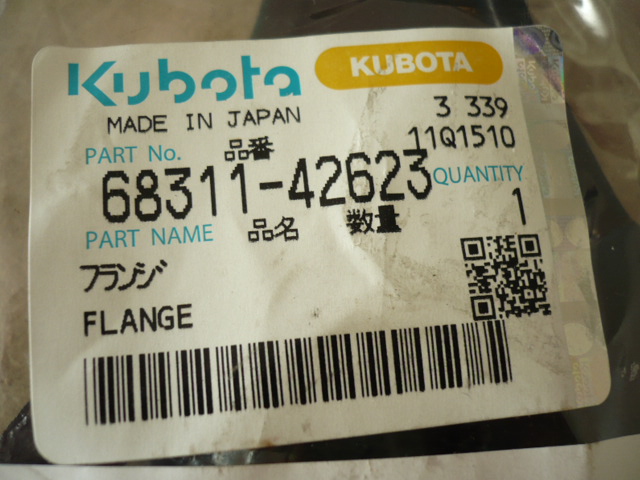 Kubota KUBOTA
MADE IN JAPAN 3 339
PART No. 品番 11Q1510
68311-42623 QUANTITY
PART NAME 品名 数量 1
フランジ
FLANGE